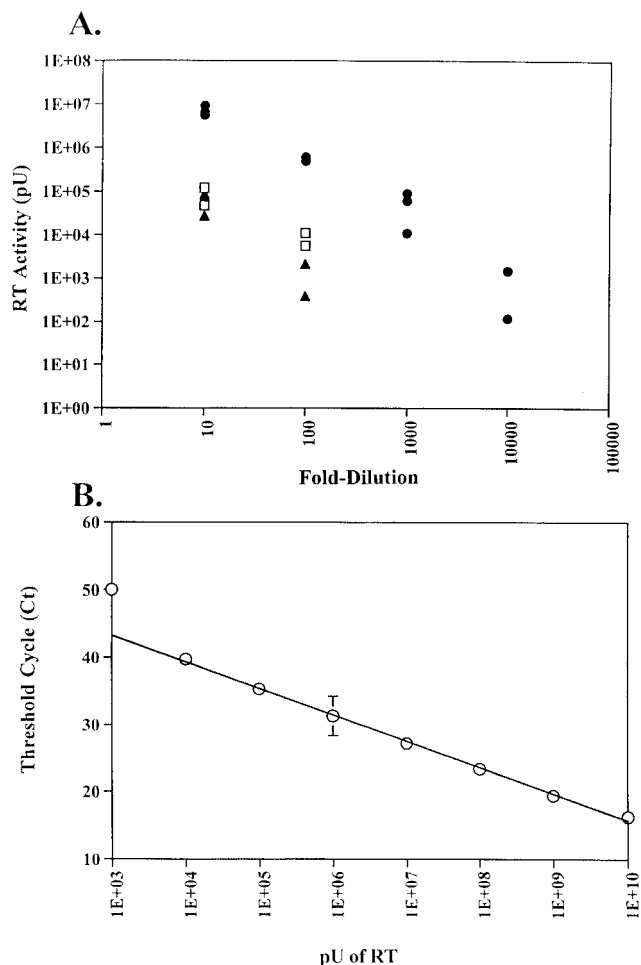 A.
RT Activity (pU)
1E+08
1E+07
1E+06
1E+05
1E+04
1E+03
1E+02
1E+01
1E+00
1
10
100
1000
10000
100000
Fold-Dilution
B.
Threshold Cycle (Ct)
60
50
40
30
20
10
1E+03
1E+04
1E+05
1E+06
1E+07
1E+08
1E+09
1E+10
pU of RT